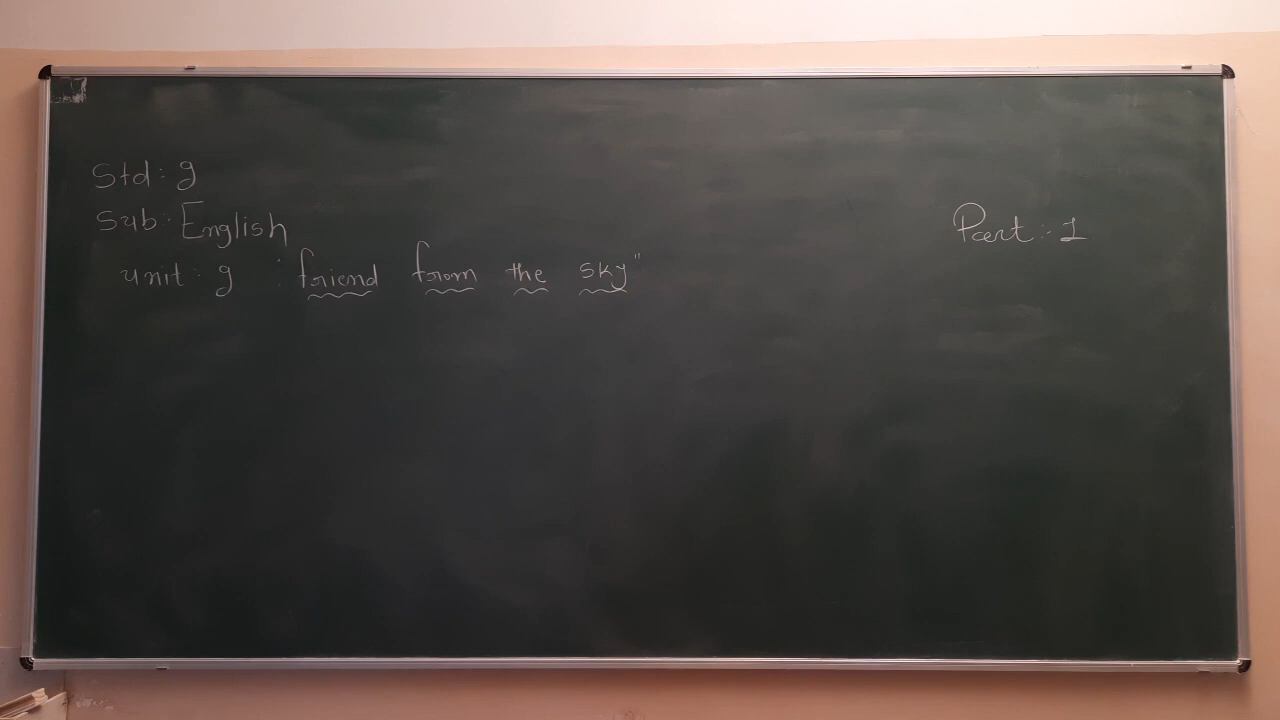 Std : 9
Sub : English
Part :- 1
unit : 9 : friend from the sky"